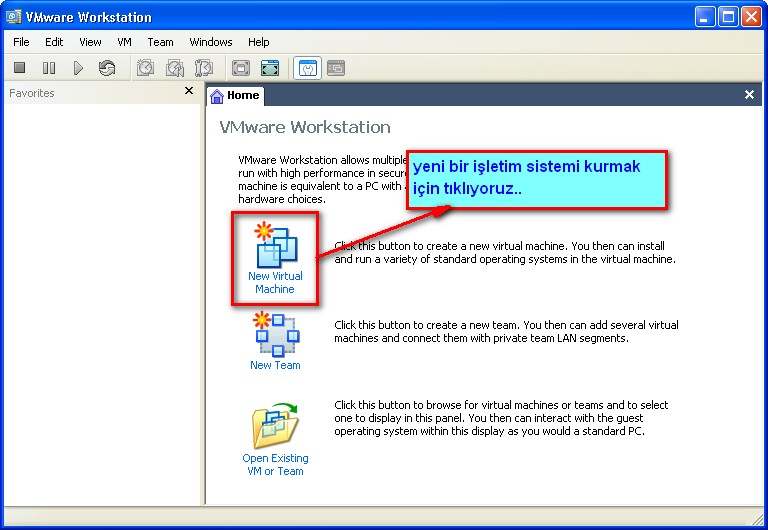 VMware Workstation
File Edit View VM Team Windows Help
Favorites
Home
VMware Workstation
VMware Workstation allows multiple
run with high performance in secure
machine is equivalent to a PC with
hardware choices.
yeni bir işletim sistemi kurmak
için tıklıyoruz..
New Virtual
Machine
Click this button to create a new virtual machine. You then can install
and run a variety of standard operating systems in the virtual machine.
New Team
Click this button to create a new team. You then can add several virtual
machines and connect them with private team LAN segments.
Open Existing
VM or Team
Click this button to browse for virtual machines or teams and to select
one to display in this panel. You then can interact with the guest
operating system within this display as you would a standard PC.